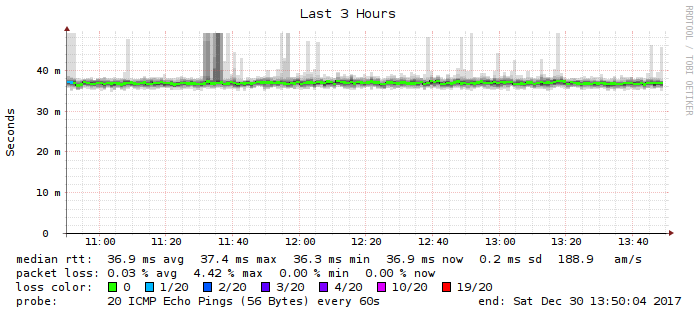 Last 3 Hours
RRDTOOL / TOBI OETIKER
Seconds
40 m
30 m
20 m
10 m
0
11:00 11:20 11:40 12:00 12:20 12:40 13:00 13:20 13:40
median rtt: 36.9 ms avg 37.4 ms max 36.3 ms min 36.9 ms now 0.2 ms sd 188.9 am/s
packet loss: 0.03 % avg 4.42 % max 0.00 % min 0.00 % now
loss color: 0 1/20 2/20 3/20 4/20 10/20 19/20
probe: 20 ICMP Echo Pings (56 Bytes) every 60s end: Sat Dec 30 13:50:04 2017